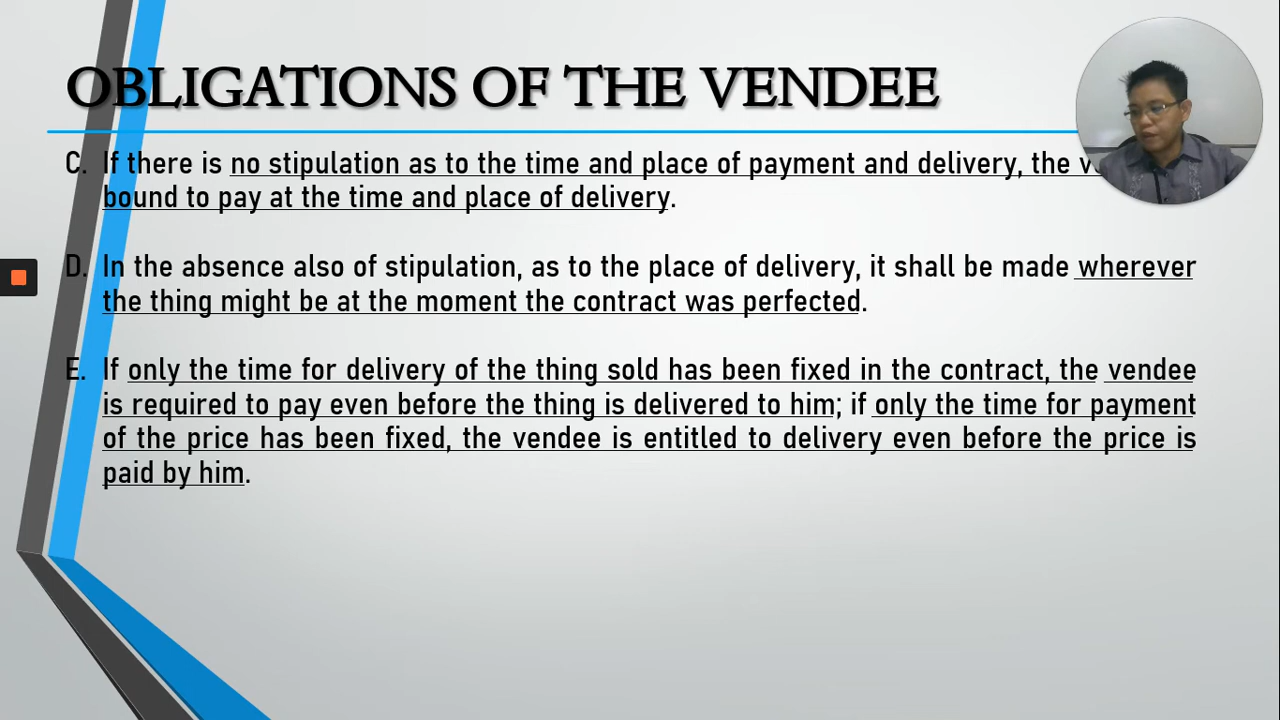 OBLIGATIONS OF THE VENDEE
C. If there is no stipulation as to the time and place of payment and delivery, the
bound to pay at the time and place of delivery.
D. In the absence also of stipulation, as to the place of delivery, it shall be made wherever
the thing might be at the moment the contract was perfected.
E. If only the time for delivery of the thing sold has been fixed in the contract, the vendee
is required to pay even before the thing is delivered to him; if only the time for payment
of the price has been fixed, the vendee is entitled to delivery even before the price is
paid by him.